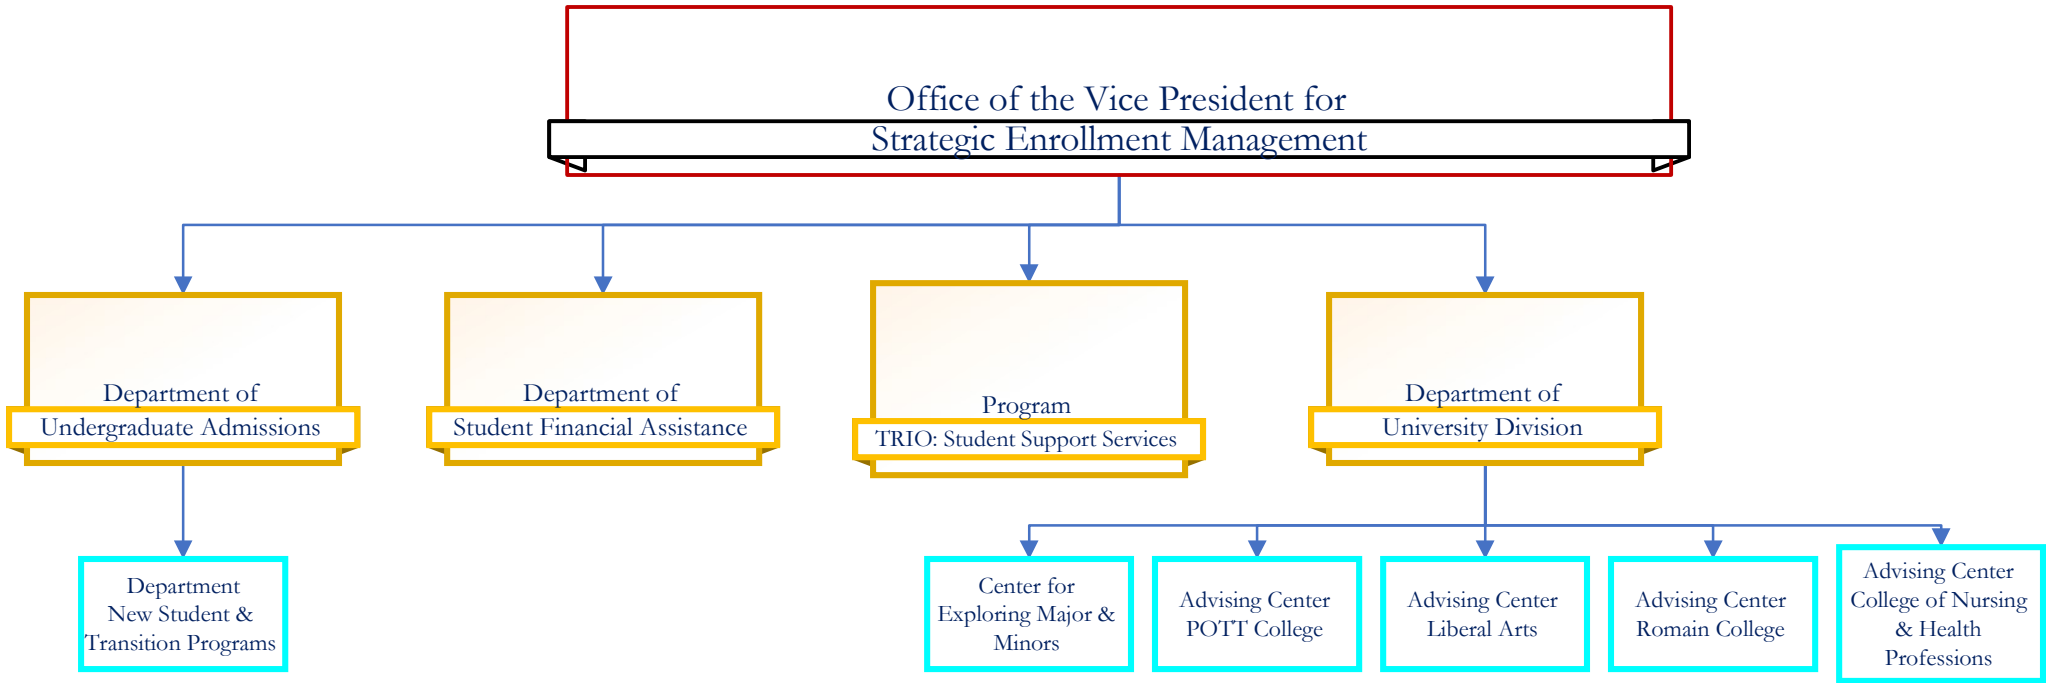 Office of the Vice President for
Strategic Enrollment Management
Department of
Undergraduate Admissions
Department of
Student Financial Assistance
Program
TRIO: Student Support Services
Department of
University Division
Department
New Student &
Transition Programs
Center for
Exploring Major &
Minors
Advising Center
POTT College
Advising Center
Liberal Arts
Advising Center
Romain College
Advising Center
College of Nursing
& Health
Professions